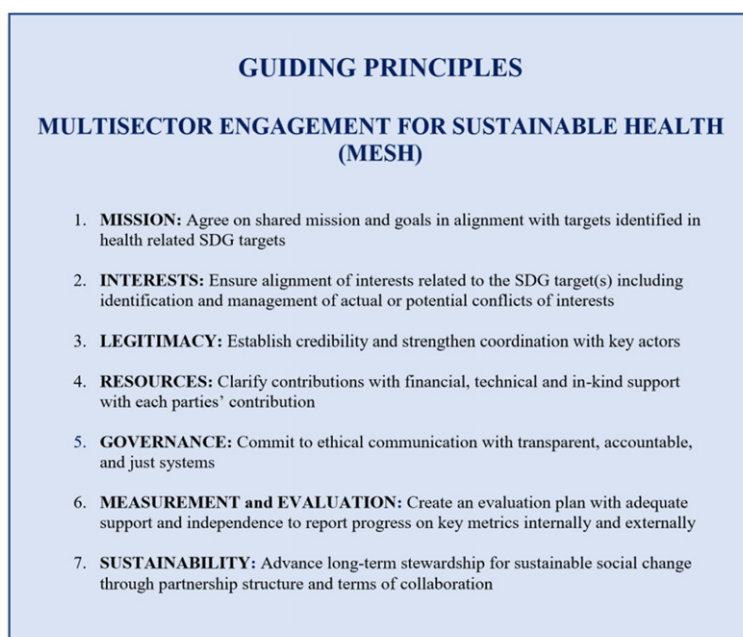 GUIDING PRINCIPLES
MULTISECTOR ENGAGEMENT FOR SUSTAINABLE HEALTH
(MESH)
1. MISSION: Agree on shared mission and goals in alignment with targets identified in
health related SDG targets
2. INTERESTS: Ensure alignment of interests related to the SDG target(s) including
identification and management of actual or potential conflicts of interests
3. LEGITIMACY: Establish credibility and strengthen coordination with key actors
4. RESOURCES: Clarify contributions with financial, technical and in-kind support
with each parties’ contribution
5. GOVERNANCE: Commit to ethical communication with transparent, accountable,
and just systems
6. MEASUREMENT and EVALUATION: Create an evaluation plan with adequate
support and independence to report progress on key metrics internally and externally
7. SUSTAINABILITY: Advance long-term stewardship for sustainable social change
through partnership structure and terms of collaboration